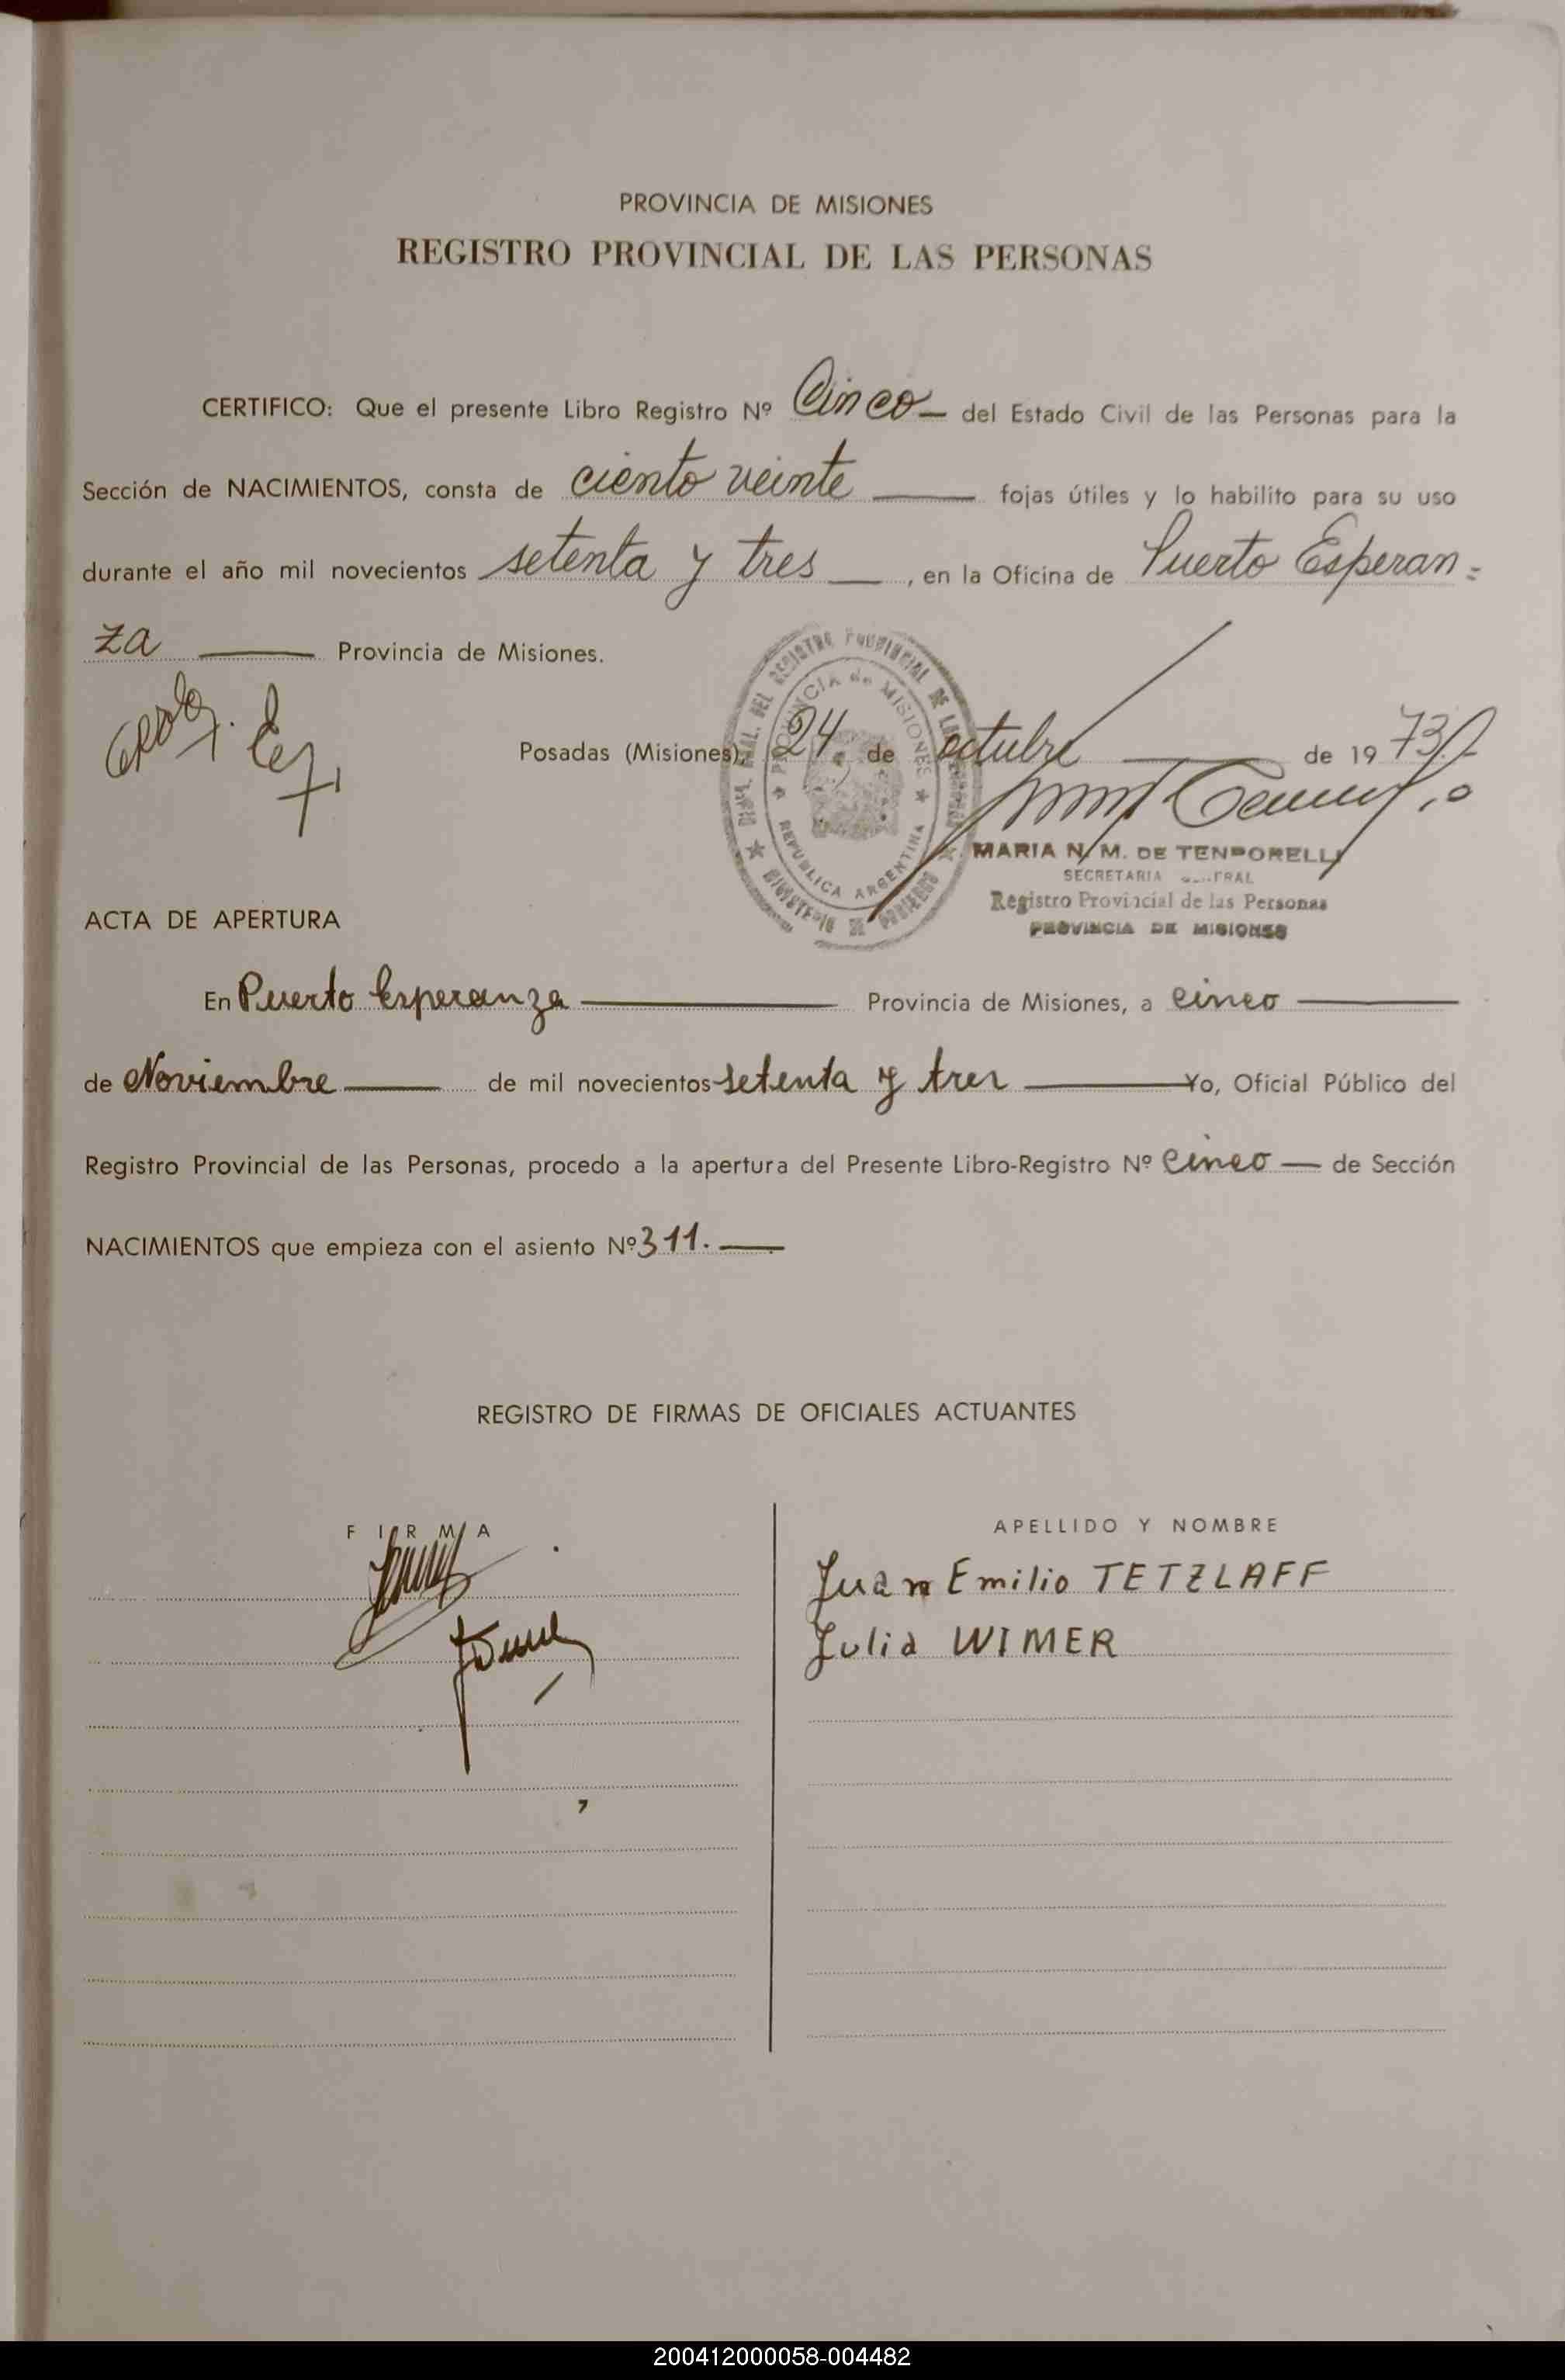 PROVINCIA DE MISIONES
REGISTRO PROVINCIAL DE LAS PERSONAS
CERTIFICO: Que el presente Libro Registro Nº Cinco — del Estado Civil de las Personas para la
Sección de NACIMIENTOS, consta de ciento veinte — fojas útiles y lo habilito para su uso
durante el año mil novecientos setenta y tres —, en la Oficina de Puerto Esperan=
za — Provincia de Misiones.
Posadas (Misiones), 24 de octubre — de 1973
REPUBLICA ARGENTINA
PROVINCIA de MISIONES
MARIA N. M. DE TENPORELLI
SECRETARIA
Registro Provincial de las Personas
PROVINCIA DE MISIONES
ACTA DE APERTURA
En Puerto Esperanza — Provincia de Misiones, a cinco —
de Noviembre — de mil novecientos setenta y tres — Yo, Oficial Público del
Registro Provincial de las Personas, procedo a la apertura del Presente Libro-Registro Nº cinco — de Sección
NACIMIENTOS que empieza con el asiento Nº 311. —
REGISTRO DE FIRMAS DE OFICIALES ACTUANTES
FIRMA
APELLIDO Y NOMBRE
Juan Emilio TETZLAFF
Julia WIMER
200412000058-004482